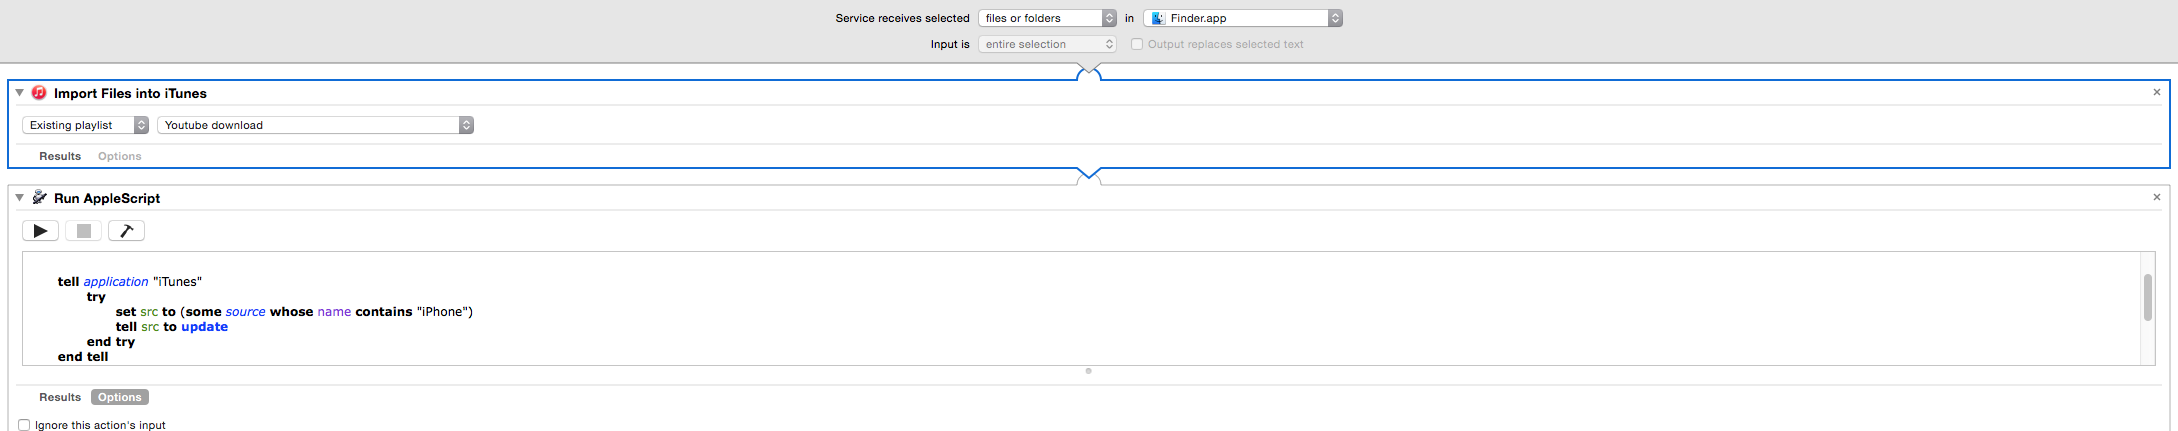 Service receives selected files or folders in Finder.app
Input is entire selection Output replaces selected text
Import Files into iTunes
Existing playlist Youtube download
Results Options
Run AppleScript
tell application "iTunes"
try
set src to (some source whose name contains "iPhone")
tell src to update
end try
end tell
Results Options
Ignore this action's input